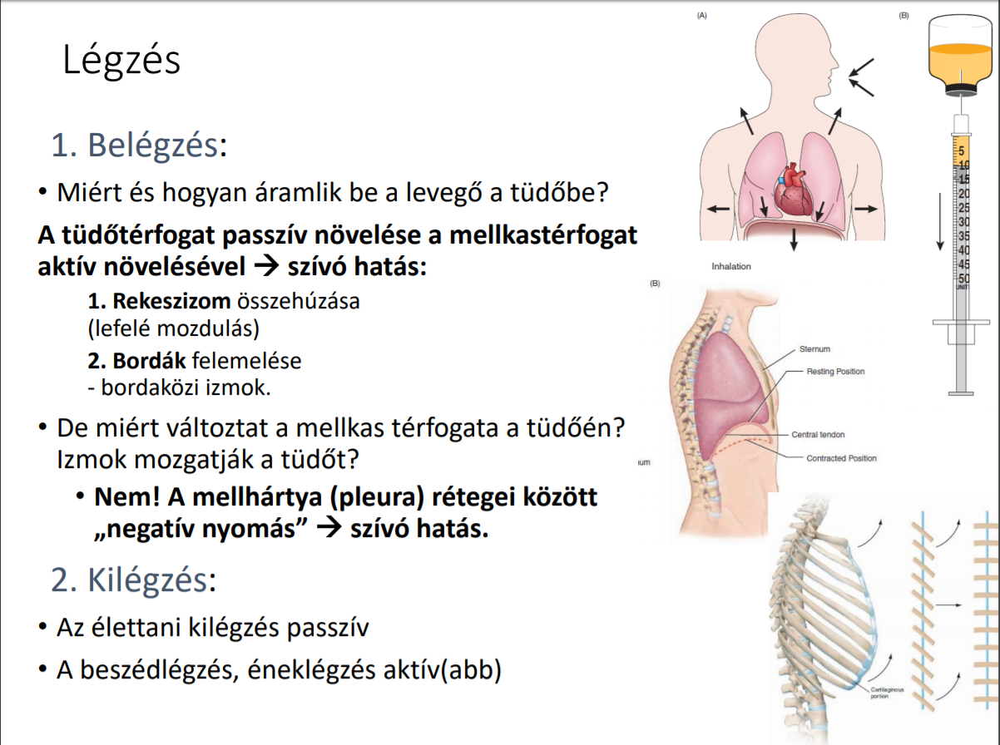 Légzés
1. Belégzés:
• Miért és hogyan áramlik be a levegő a tüdőbe?
A tüdőtérfogat passzív növelése a mellkastérfogat
aktív növelésével → szívó hatás:
1. Rekeszizom összehúzása
(lefelé mozdulás)
2. Bordák felemelése
- bordaközi izmok.
• De miért változtat a mellkas térfogata a tüdőén?
Izmok mozgatják a tüdőt?
• Nem! A mellhártya (pleura) rétegei között
„negatív nyomás” → szívó hatás.
2. Kilégzés:
• Az élettani kilégzés passzív
• A beszédlégzés, éneklégzés aktív(abb)
(A)
Inhalation
(B)
5
10
15
20
25
30
35
40
45
50
UNIT
(B)
Sternum
Resting Position
Central tendon
Contracted Position
um
Cartilaginous
portion